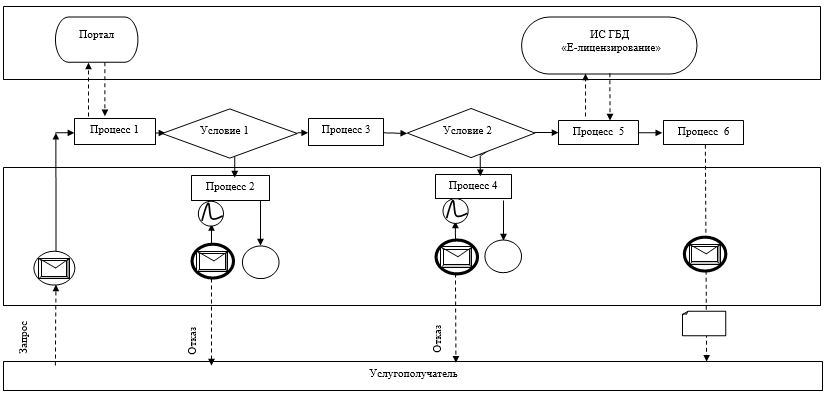 Портал
ИС ГБД
«Е-лицензирование»
Процесс 1
Условие 1
Процесс 3
Условие 2
Процесс 5
Процесс 6
Процесс 2
Процесс 4
Запрос
Отказ
Отказ
Услугополучатель